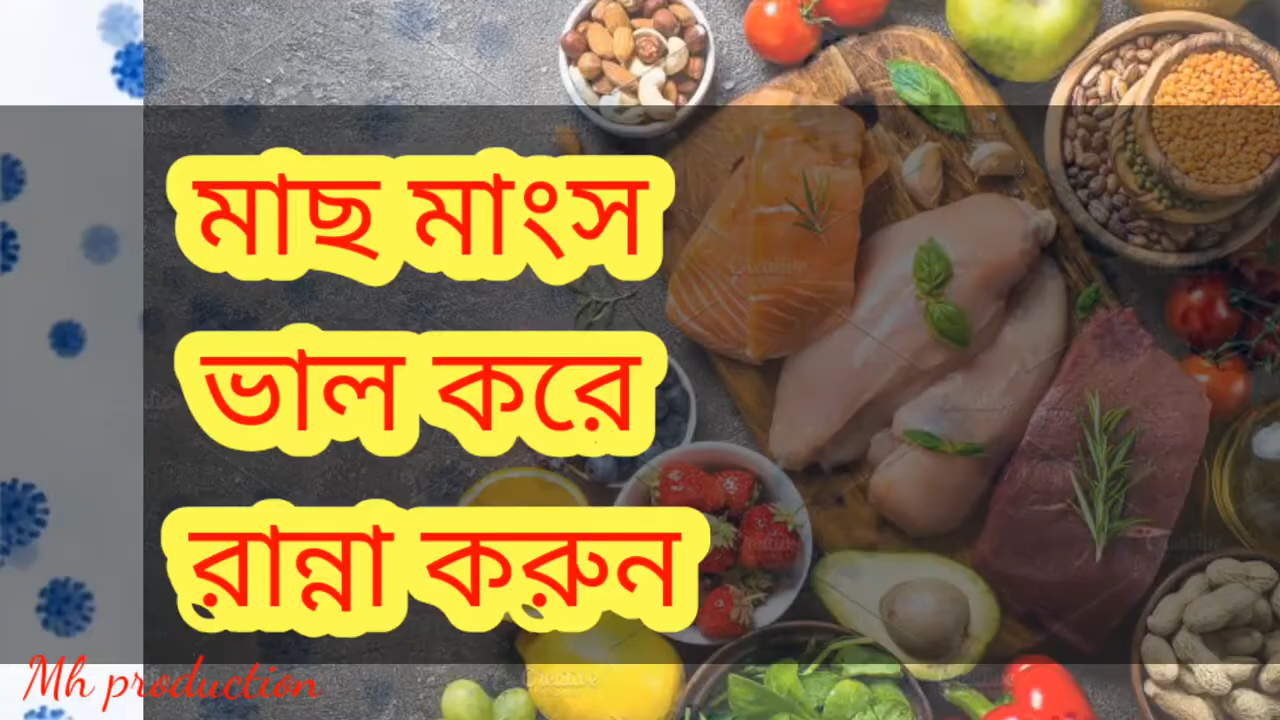 মাছ মাংস
ভাল করে
রান্না করুন
Mh production